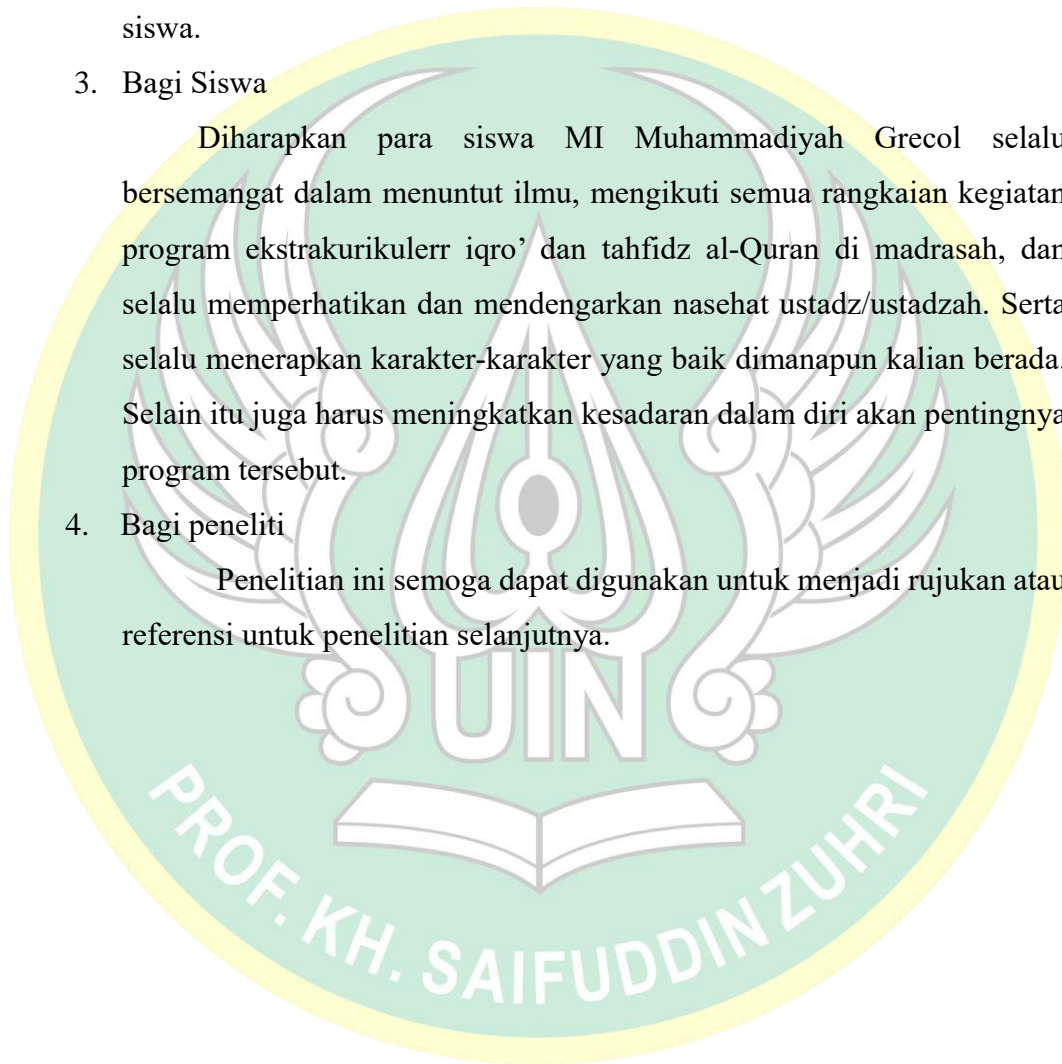 siswa.
3. Bagi Siswa
Diharapkan para siswa MI Muhammadiyah Grecol selalu
bersemangat dalam menuntut ilmu, mengikuti semua rangkaian kegiatan
program ekstrakurikulerr iqro’ dan tahfidz al-Quran di madrasah, dan
selalu memperhatikan dan mendengarkan nasehat ustadz/ustadzah. Serta
selalu menerapkan karakter-karakter yang baik dimanapun kalian berada.
Selain itu juga harus meningkatkan kesadaran dalam diri akan pentingnya
program tersebut.
4. Bagi peneliti
Penelitian ini semoga dapat digunakan untuk menjadi rujukan atau
referensi untuk penelitian selanjutnya.
UIN
PROF. KH. SAIFUDDIN ZUHRI